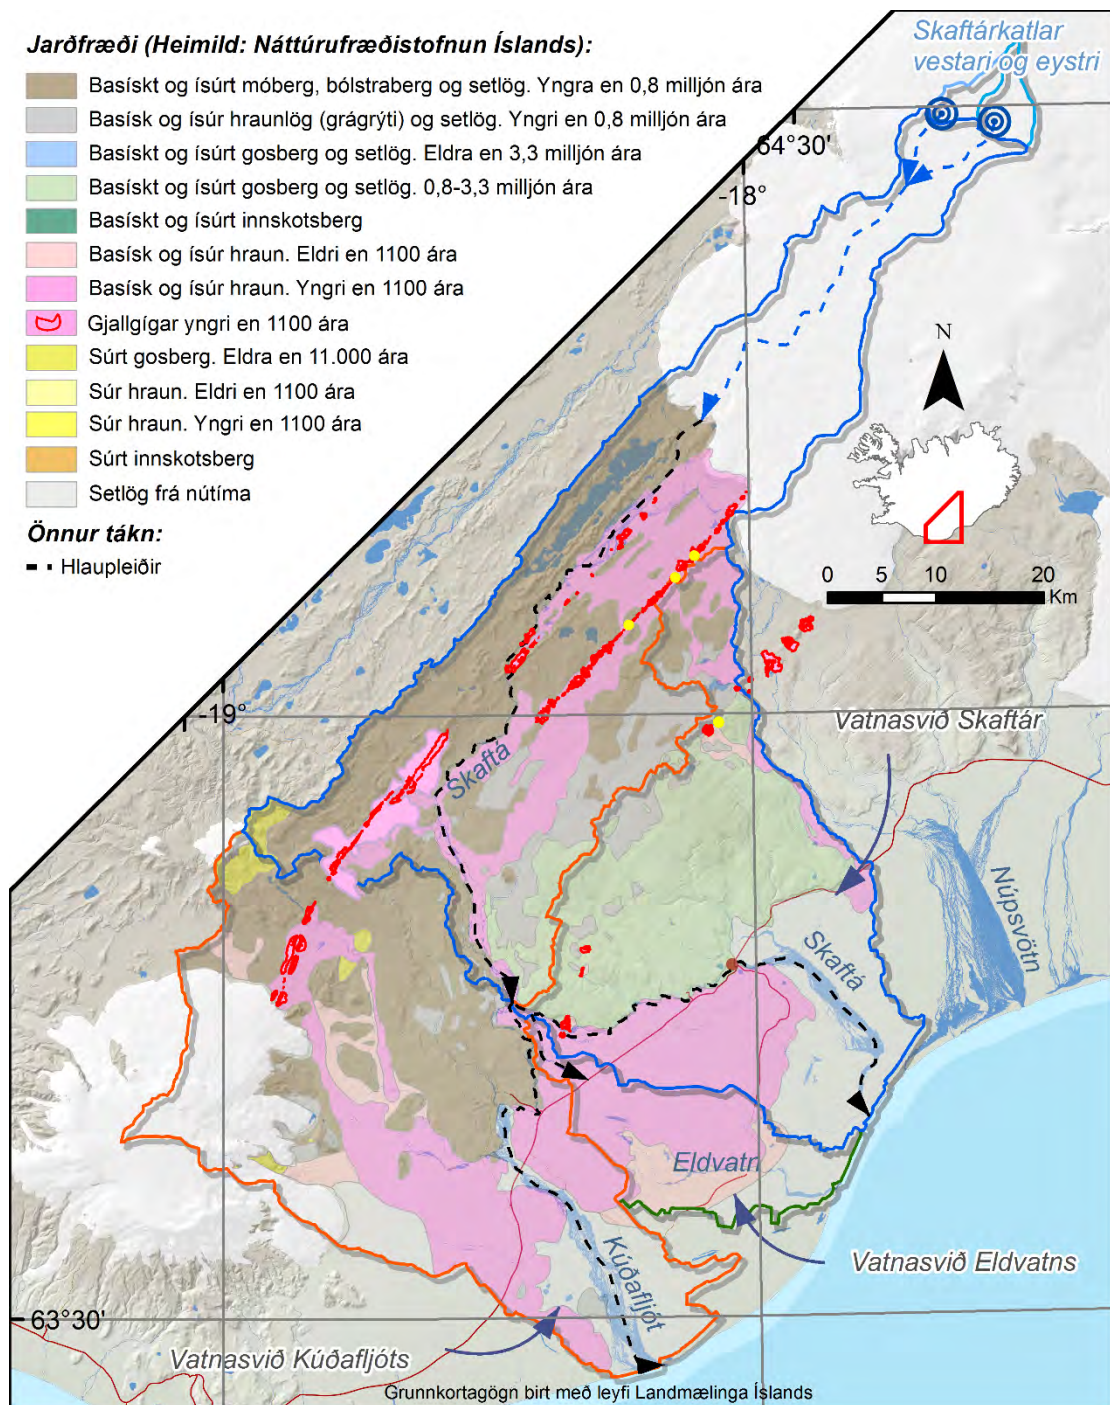 Jarðfræði (Heimild: Náttúrufræðistofnun Íslands):
Basískt og ísúrt móberg, bólstraberg og setlög. Yngra en 0,8 milljón ára
Basísk og ísúr hraunlög (grágrýti) og setlög. Yngri en 0,8 milljón ára
Basískt og ísúrt gosberg og setlög. Eldra en 3,3 milljón ára
Basískt og ísúrt gosberg og setlög. 0,8-3,3 milljón ára
Basískt og ísúrt innskotsberg
Basísk og ísúr hraun. Eldri en 1100 ára
Basísk og ísúr hraun. Yngri en 1100 ára
Gjallgígar yngri en 1100 ára
Súrt gosberg. Eldra en 11.000 ára
Súr hraun. Eldri en 1100 ára
Súr hraun. Yngri en 1100 ára
Súrt innskotsberg
Setlög frá nútíma
Önnur tákn:
Hlaupleiðir
Skaftárkatlar
vestari og eystri
64°30'
-18°
N
0 5 10 20
Km
-19°
Vatnasvið Skaftár
Skaftá
Núpsvötn
Skaftá
Eldvatn
Vatnasvið Eldvatns
Kúðafljót
63°30'
Vatnasvið Kúðafljóts
Grunnkortagögn birt með leyfi Landmælinga Íslands